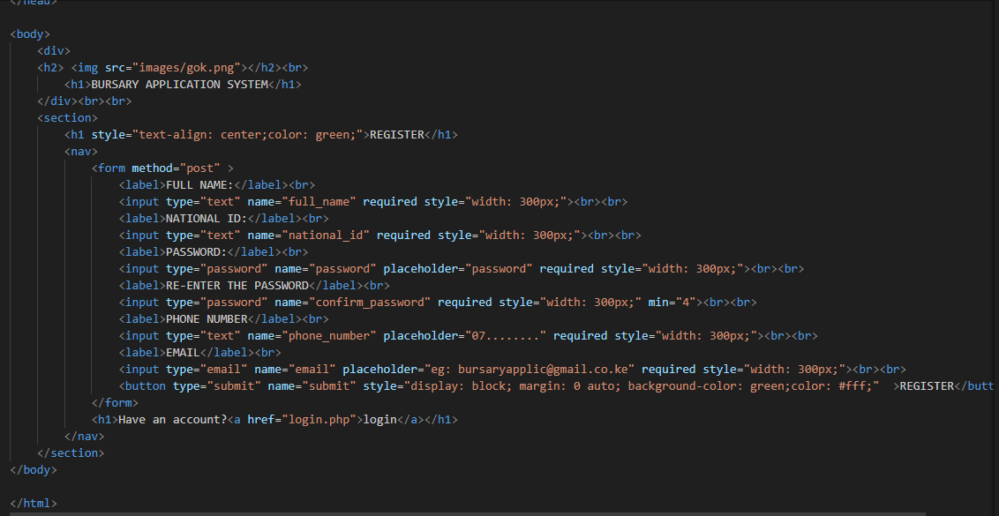 </head>
<body>
<div>
<h2> <img src="images/gok.png"></h2><br>
<h1>BURSARY APPLICATION SYSTEM</h1>
</div><br><br>
<section>
<h1 style="text-align: center;color: green;">REGISTER</h1>
<nav>
<form method="post" >
<label>FULL NAME:</label><br>
<input type="text" name="full_name" required style="width: 300px;"><br><br>
<label>NATIONAL ID:</label><br>
<input type="text" name="national_id" required style="width: 300px;"><br><br>
<label>PASSWORD:</label><br>
<input type="password" name="password" placeholder="password" required style="width: 300px;"><br><br>
<label>RE-ENTER THE PASSWORD</label><br>
<input type="password" name="confirm_password" required style="width: 300px;" min="4"><br><br>
<label>PHONE NUMBER</label><br>
<input type="text" name="phone_number" placeholder="07........" required style="width: 300px;"><br><br>
<label>EMAIL</label><br>
<input type="email" name="email" placeholder="eg: bursaryapplic@gmail.co.ke" required style="width: 300px;"><br><br>
<button type="submit" name="submit" style="display: block; margin: 0 auto; background-color: green;color: #fff;"  >REGISTER</butt
</form>
<h1>Have an account?<a href="login.php">login</a></h1>
</nav>
</section>
</body>
</html>